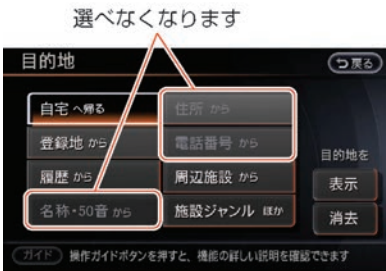 選べなくなります
目的地
戻る
自宅 へ帰る
住所 から
登録地 から
電話番号 から
履歴 から
周辺施設 から
名称・50音 から
施設ジャンル ほか
目的地を
表示
消去
ガイド 操作ガイドボタンを押すと、機能の詳しい説明を確認できます